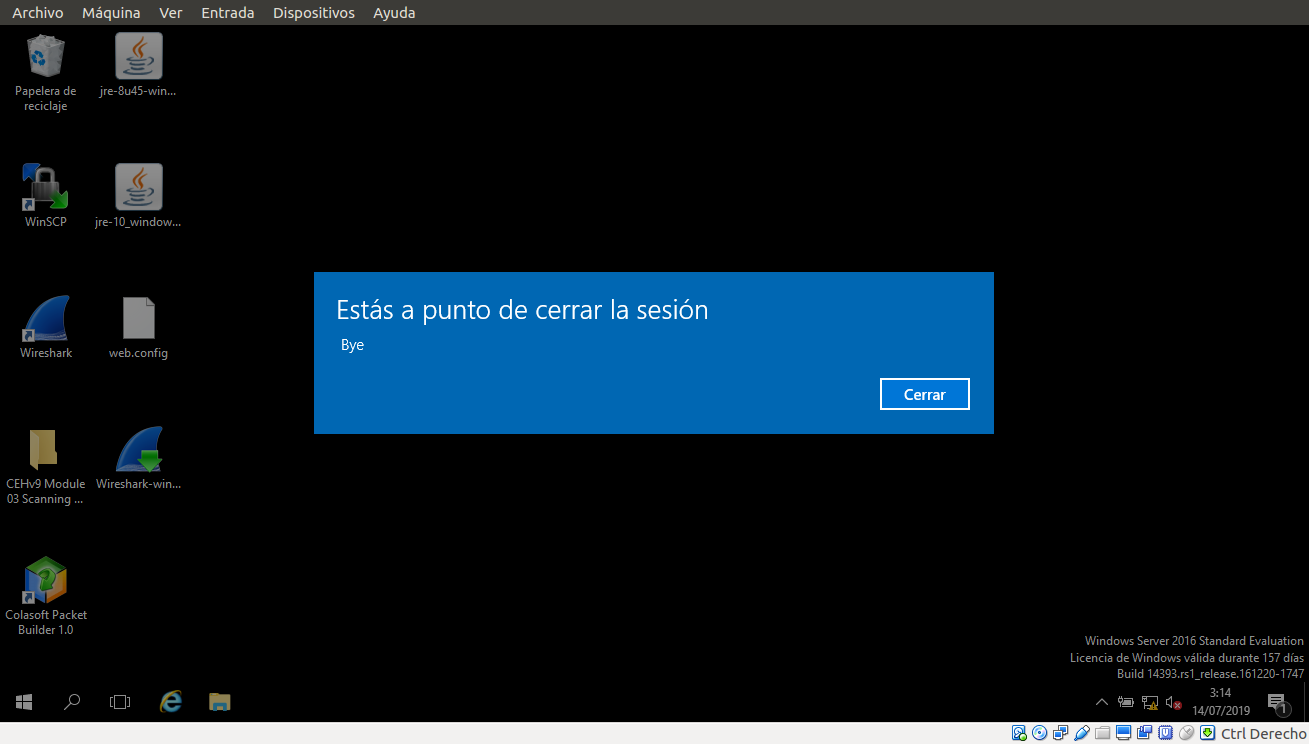 Archivo Máquina Ver Entrada Dispositivos Ayuda
Papelera de
reciclaje
jre-8u45-win...
WinSCP
jre-10_window...
Wireshark
web.config
CEHv9 Module
03 Scanning ...
Wireshark-win...
Colasoft Packet
Builder 1.0
Estás a punto de cerrar la sesión
Bye
Cerrar
Windows Server 2016 Standard Evaluation
Licencia de Windows válida durante 157 días
Build 14393.rs1_release.161220-1747
3:14
14/07/2019
1
Ctrl Derecho